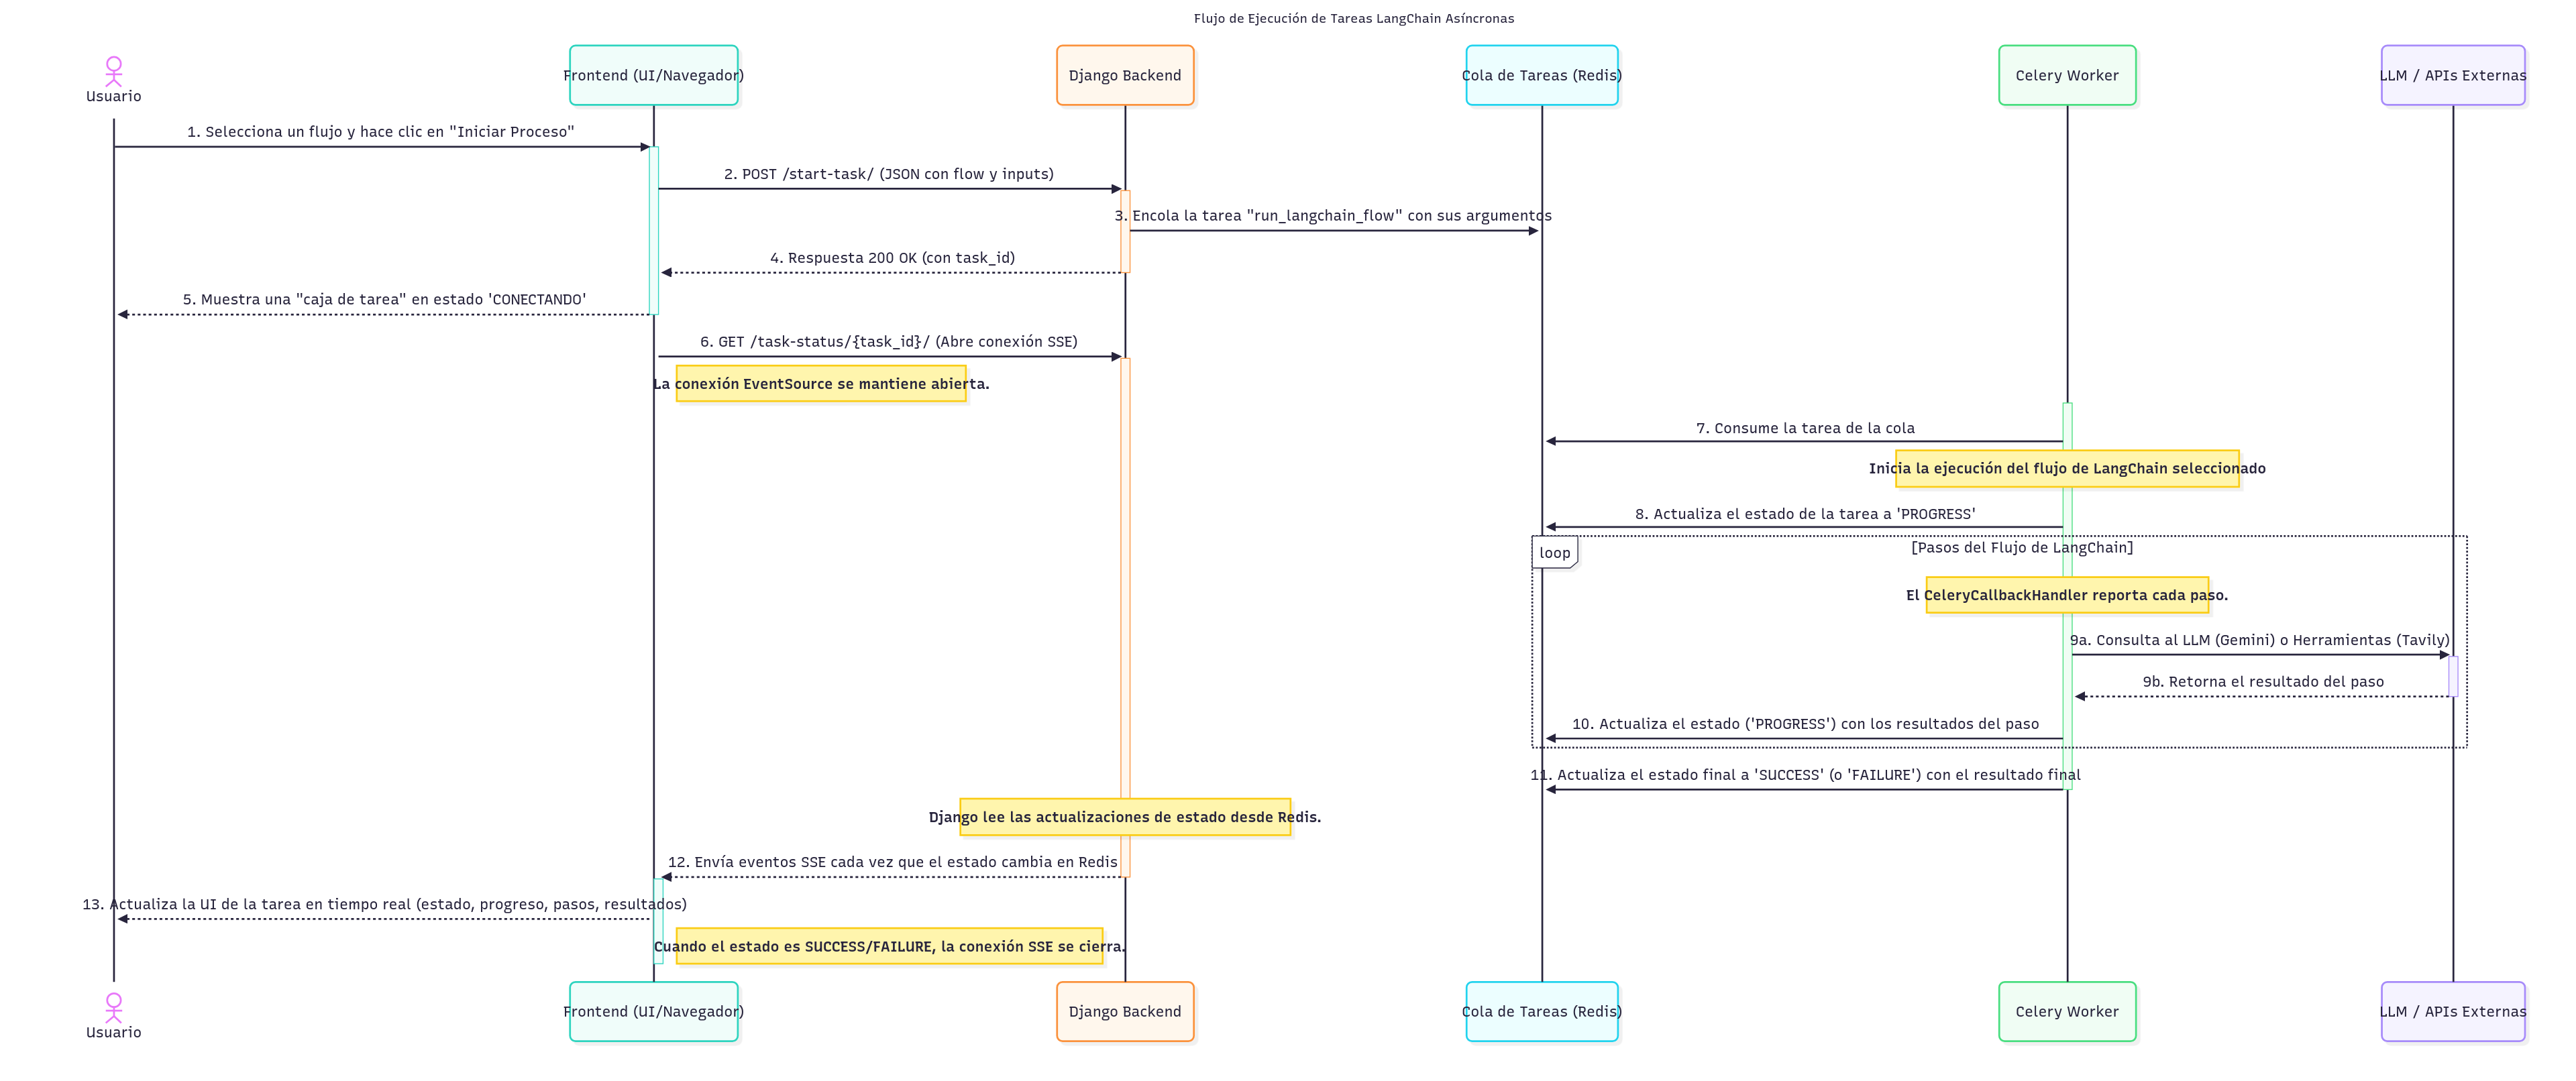 Flujo de Ejecución de Tareas LangChain Asíncronas
Usuario
Frontend (UI/Navegador)
Django Backend
Cola de Tareas (Redis)
Celery Worker
LLM / APIs Externas
1. Selecciona un flujo y hace clic en "Iniciar Proceso"
2. POST /start-task/ (JSON con flow y inputs)
3. Encola la tarea "run_langchain_flow" con sus argumentos
4. Respuesta 200 OK (con task_id)
5. Muestra una "caja de tarea" en estado 'CONECTANDO'
6. GET /task-status/{task_id}/ (Abre conexión SSE)
La conexión EventSource se mantiene abierta.
7. Consume la tarea de la cola
Inicia la ejecución del flujo de LangChain seleccionado
8. Actualiza el estado de la tarea a 'PROGRESS'
loop
[Pasos del Flujo de LangChain]
El CeleryCallbackHandler reporta cada paso.
9a. Consulta al LLM (Gemini) o Herramientas (Tavily)
9b. Retorna el resultado del paso
10. Actualiza el estado ('PROGRESS') con los resultados del paso
11. Actualiza el estado final a 'SUCCESS' (o 'FAILURE') con el resultado final
Django lee las actualizaciones de estado desde Redis.
12. Envía eventos SSE cada vez que el estado cambia en Redis
13. Actualiza la UI de la tarea en tiempo real (estado, progreso, pasos, resultados)
Cuando el estado es SUCCESS/FAILURE, la conexión SSE se cierra.
Usuario
Frontend (UI/Navegador)
Django Backend
Cola de Tareas (Redis)
Celery Worker
LLM / APIs Externas